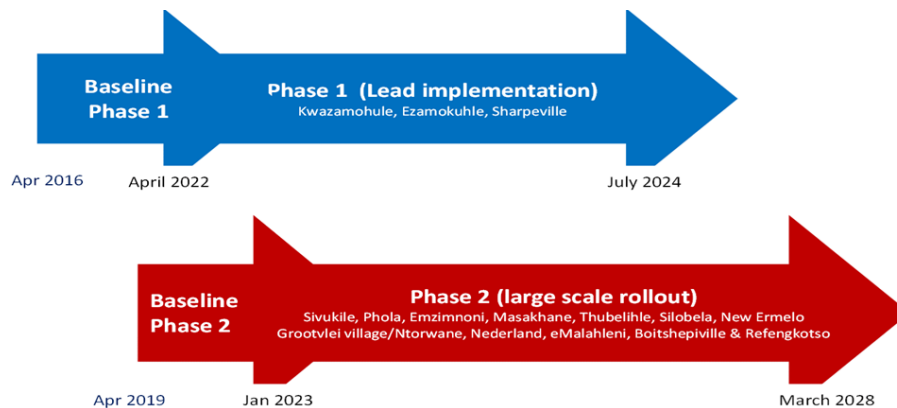 Baseline
Phase 1
Phase 1 (Lead implementation)
Kwazamohule, Ezamokuhle, Sharpeville
Apr 2016
April 2022
July 2024
Baseline
Phase 2
Phase 2 (large scale rollout)
Sivukile, Phola, Emzimnoni, Masakhane, Thubelihle, Silobela, New Ermelo
Grootvlei village/Ntorwane, Nederland, eMalahleni, Boitshepiville & Refengkotso
Apr 2019
Jan 2023
March 2028